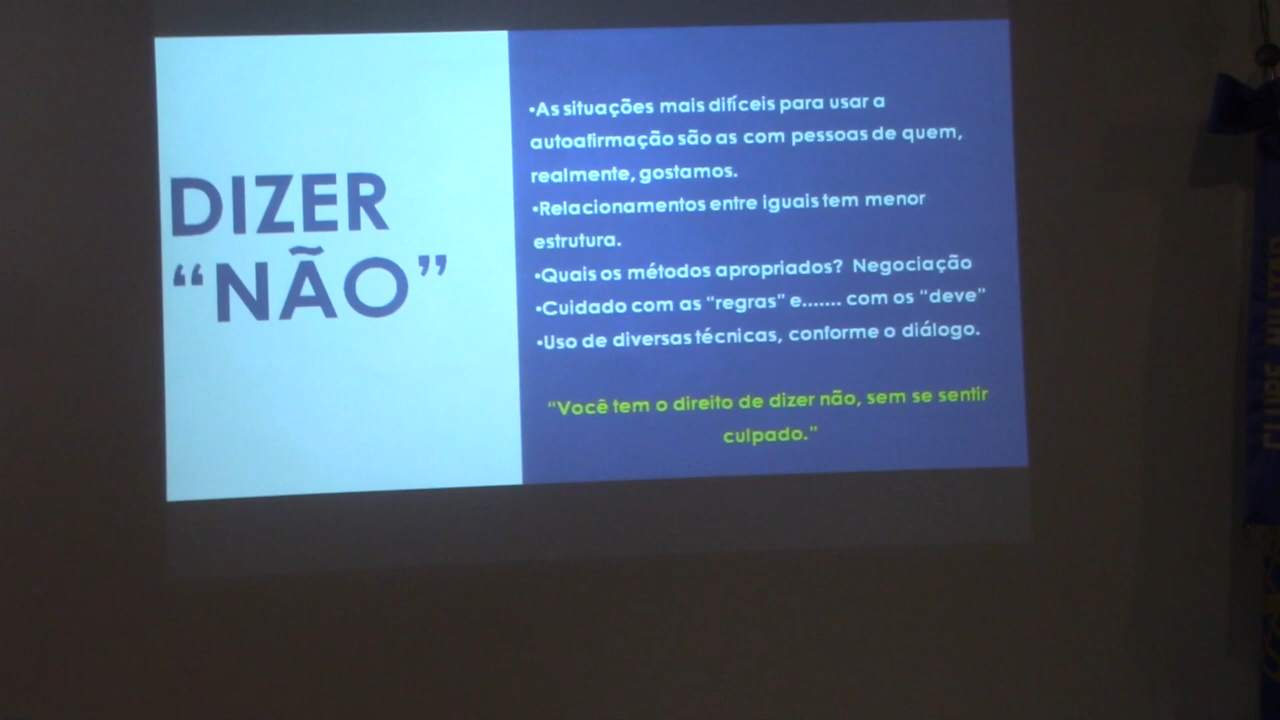 DIZER
“NÃO”
•As situações mais difíceis para usar a
autoafirmação são as com pessoas de quem,
realmente, gostamos.
•Relacionamentos entre iguais tem menor
estrutura.
•Quais os métodos apropriados? Negociação
•Cuidado com as “regras” e....... com os “deve”
•Uso de diversas técnicas, conforme o diálogo.
“Você tem o direito de dizer não, sem se sentir
culpado.”